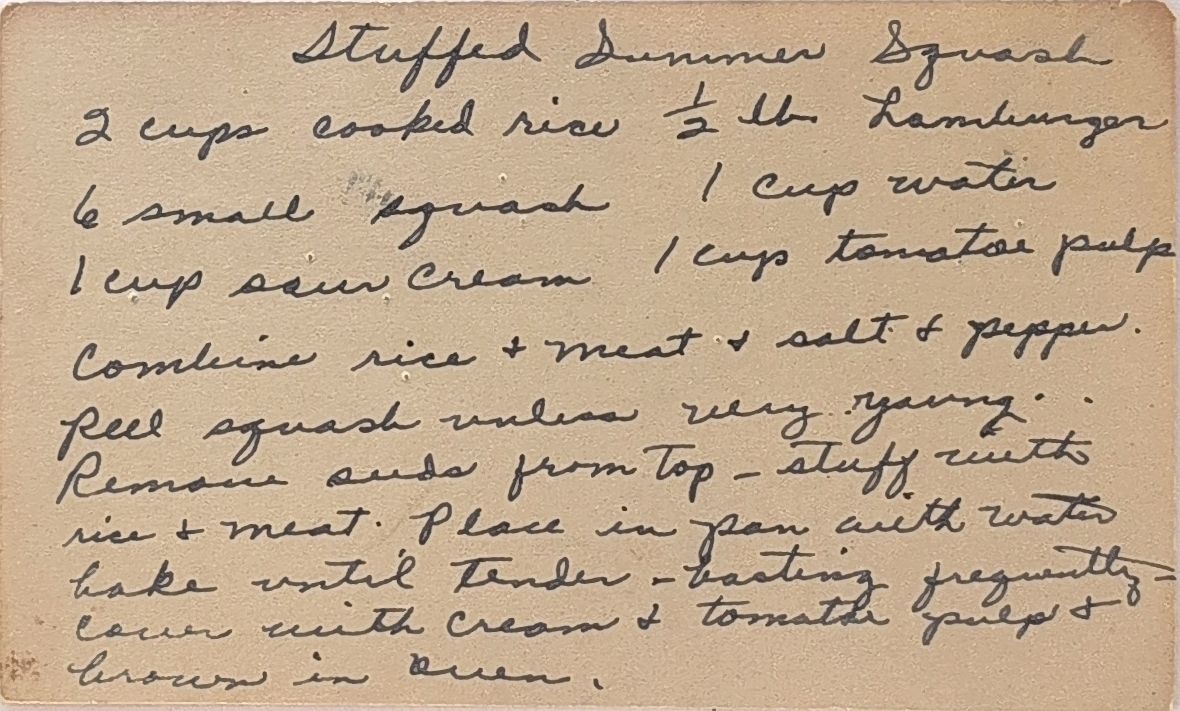 Stuffed Summer Squash
2 cups cooked rice ½ lb hamburger
6 small squash 1 cup water
1 cup sour cream 1 cup tomatoe pulp
Combine rice & meat & salt & pepper.
Peel squash unless very young.
Remove seeds from top - stuff with
rice & meat. Place in pan with water
bake until tender - basting frequently -
cover with cream & tomatoe pulp &
brown in oven.